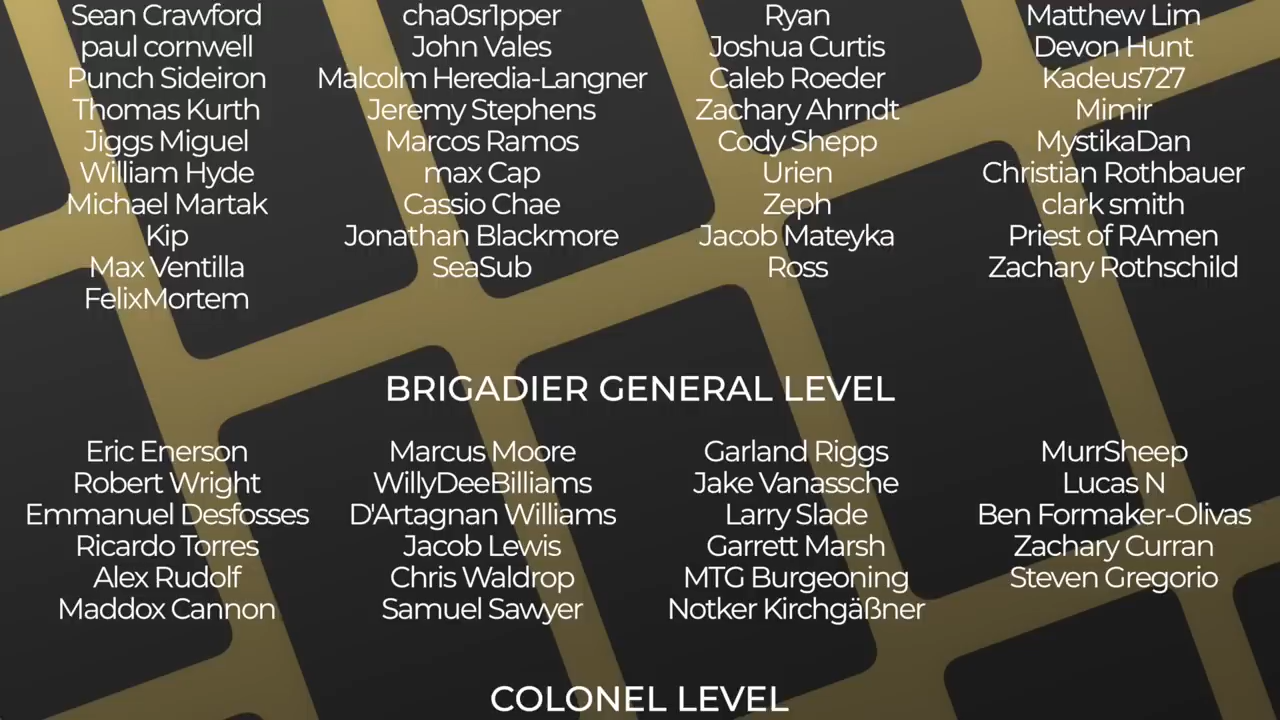 Sean Crawford
paul cornwell
Punch Sideiron
Thomas Kurth
Jiggs Miguel
William Hyde
Michael Martak
Kip
Max Ventilla
FelixMortem
cha0sr1pper
John Vales
Malcolm Heredia-Langner
Jeremy Stephens
Marcos Ramos
max Cap
Cassio Chae
Jonathan Blackmore
SeaSub
Ryan
Joshua Curtis
Caleb Roeder
Zachary Ahrndt
Cody Shepp
Urien
Zeph
Jacob Mateyka
Ross
Matthew Lim
Devon Hunt
Kadeus727
Mimir
MystikaDan
Christian Rothbauer
clark smith
Priest of RAmen
Zachary Rothschild
BRIGADIER GENERAL LEVEL
Eric Enerson
Robert Wright
Emmanuel Desfosses
Ricardo Torres
Alex Rudolf
Maddox Cannon
Marcus Moore
WillyDeeBilliams
D'Artagnan Williams
Jacob Lewis
Chris Waldrop
Samuel Sawyer
Garland Riggs
Jake Vanassche
Larry Slade
Garrett Marsh
MTG Burgeoning
Notker Kirchgäßner
MurrSheep
Lucas N
Ben Formaker-Olivas
Zachary Curran
Steven Gregorio
COLONEL LEVEL